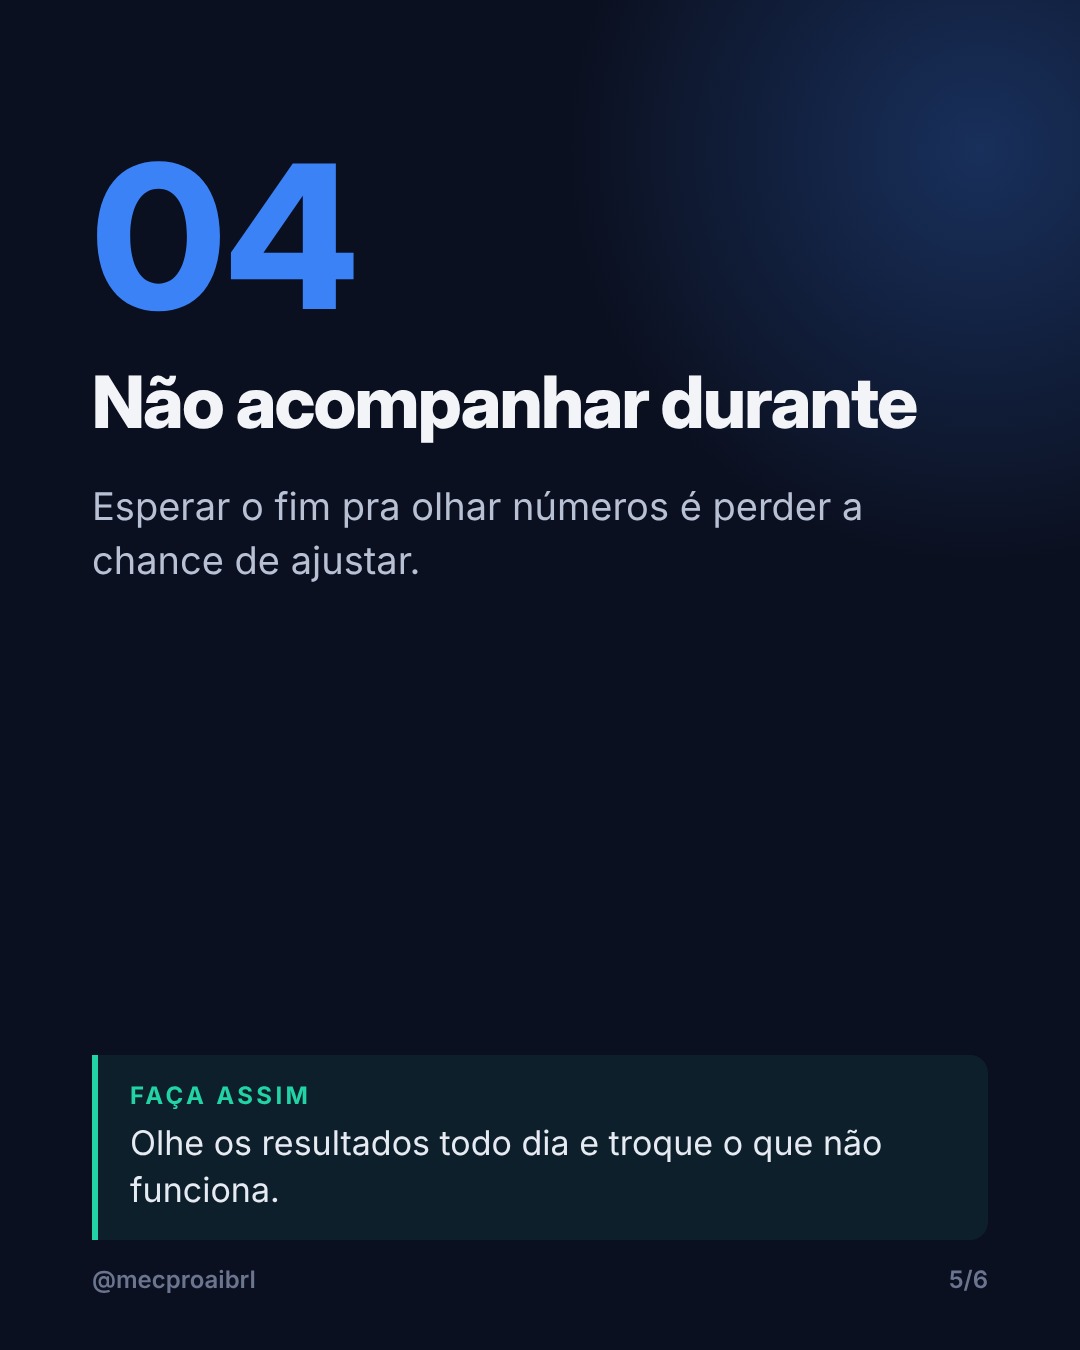 04
Não acompanhar durante
Esperar o fim pra olhar números é perder a
chance de ajustar.
FAÇA ASSIM
Olhe os resultados todo dia e troque o que não
funciona.
@mecproaibrl
5/6